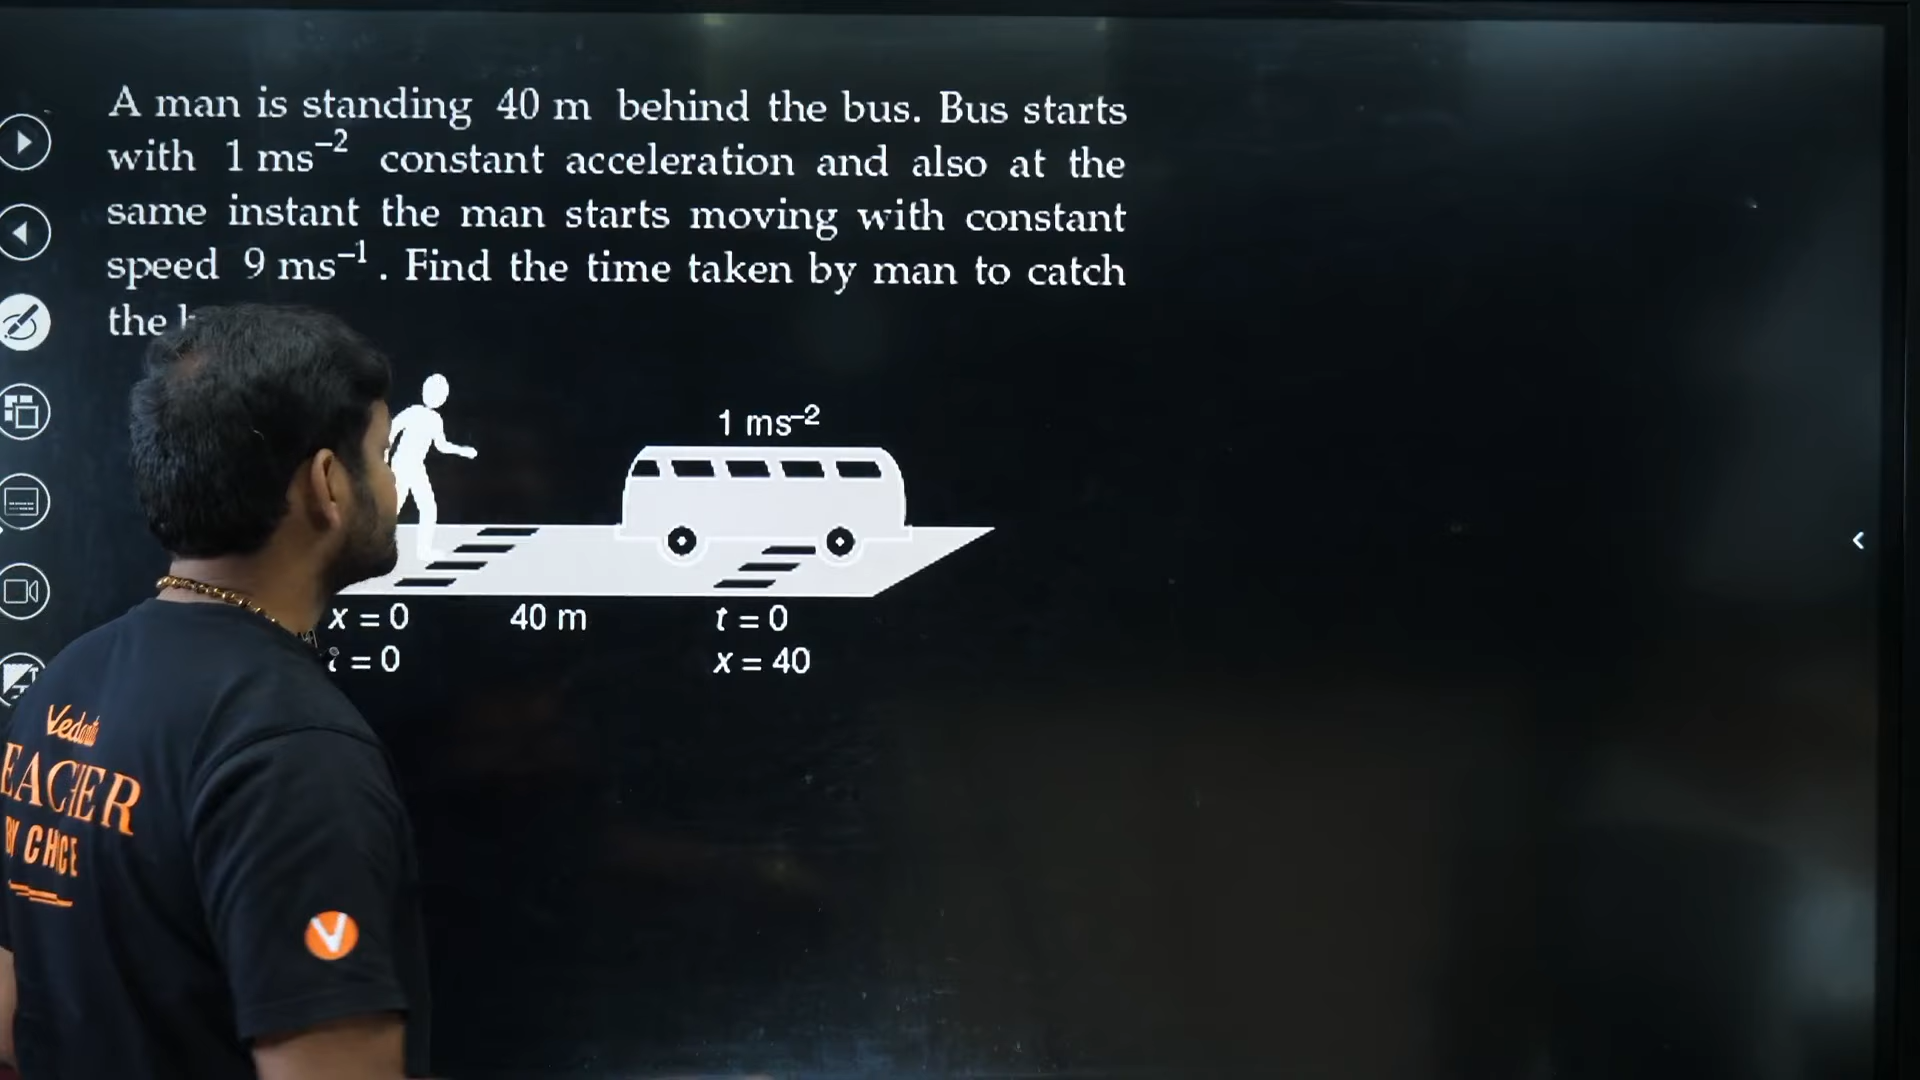 A man is standing 40 m behind the bus. Bus starts
with 1 ms⁻² constant acceleration and also at the
same instant the man starts moving with constant
speed 9 ms⁻¹. Find the time taken by man to catch
the
1 ms⁻²
x = 0 40 m t = 0
= 0 x = 40
Vedantu
EACHER
BY CHOICE
V